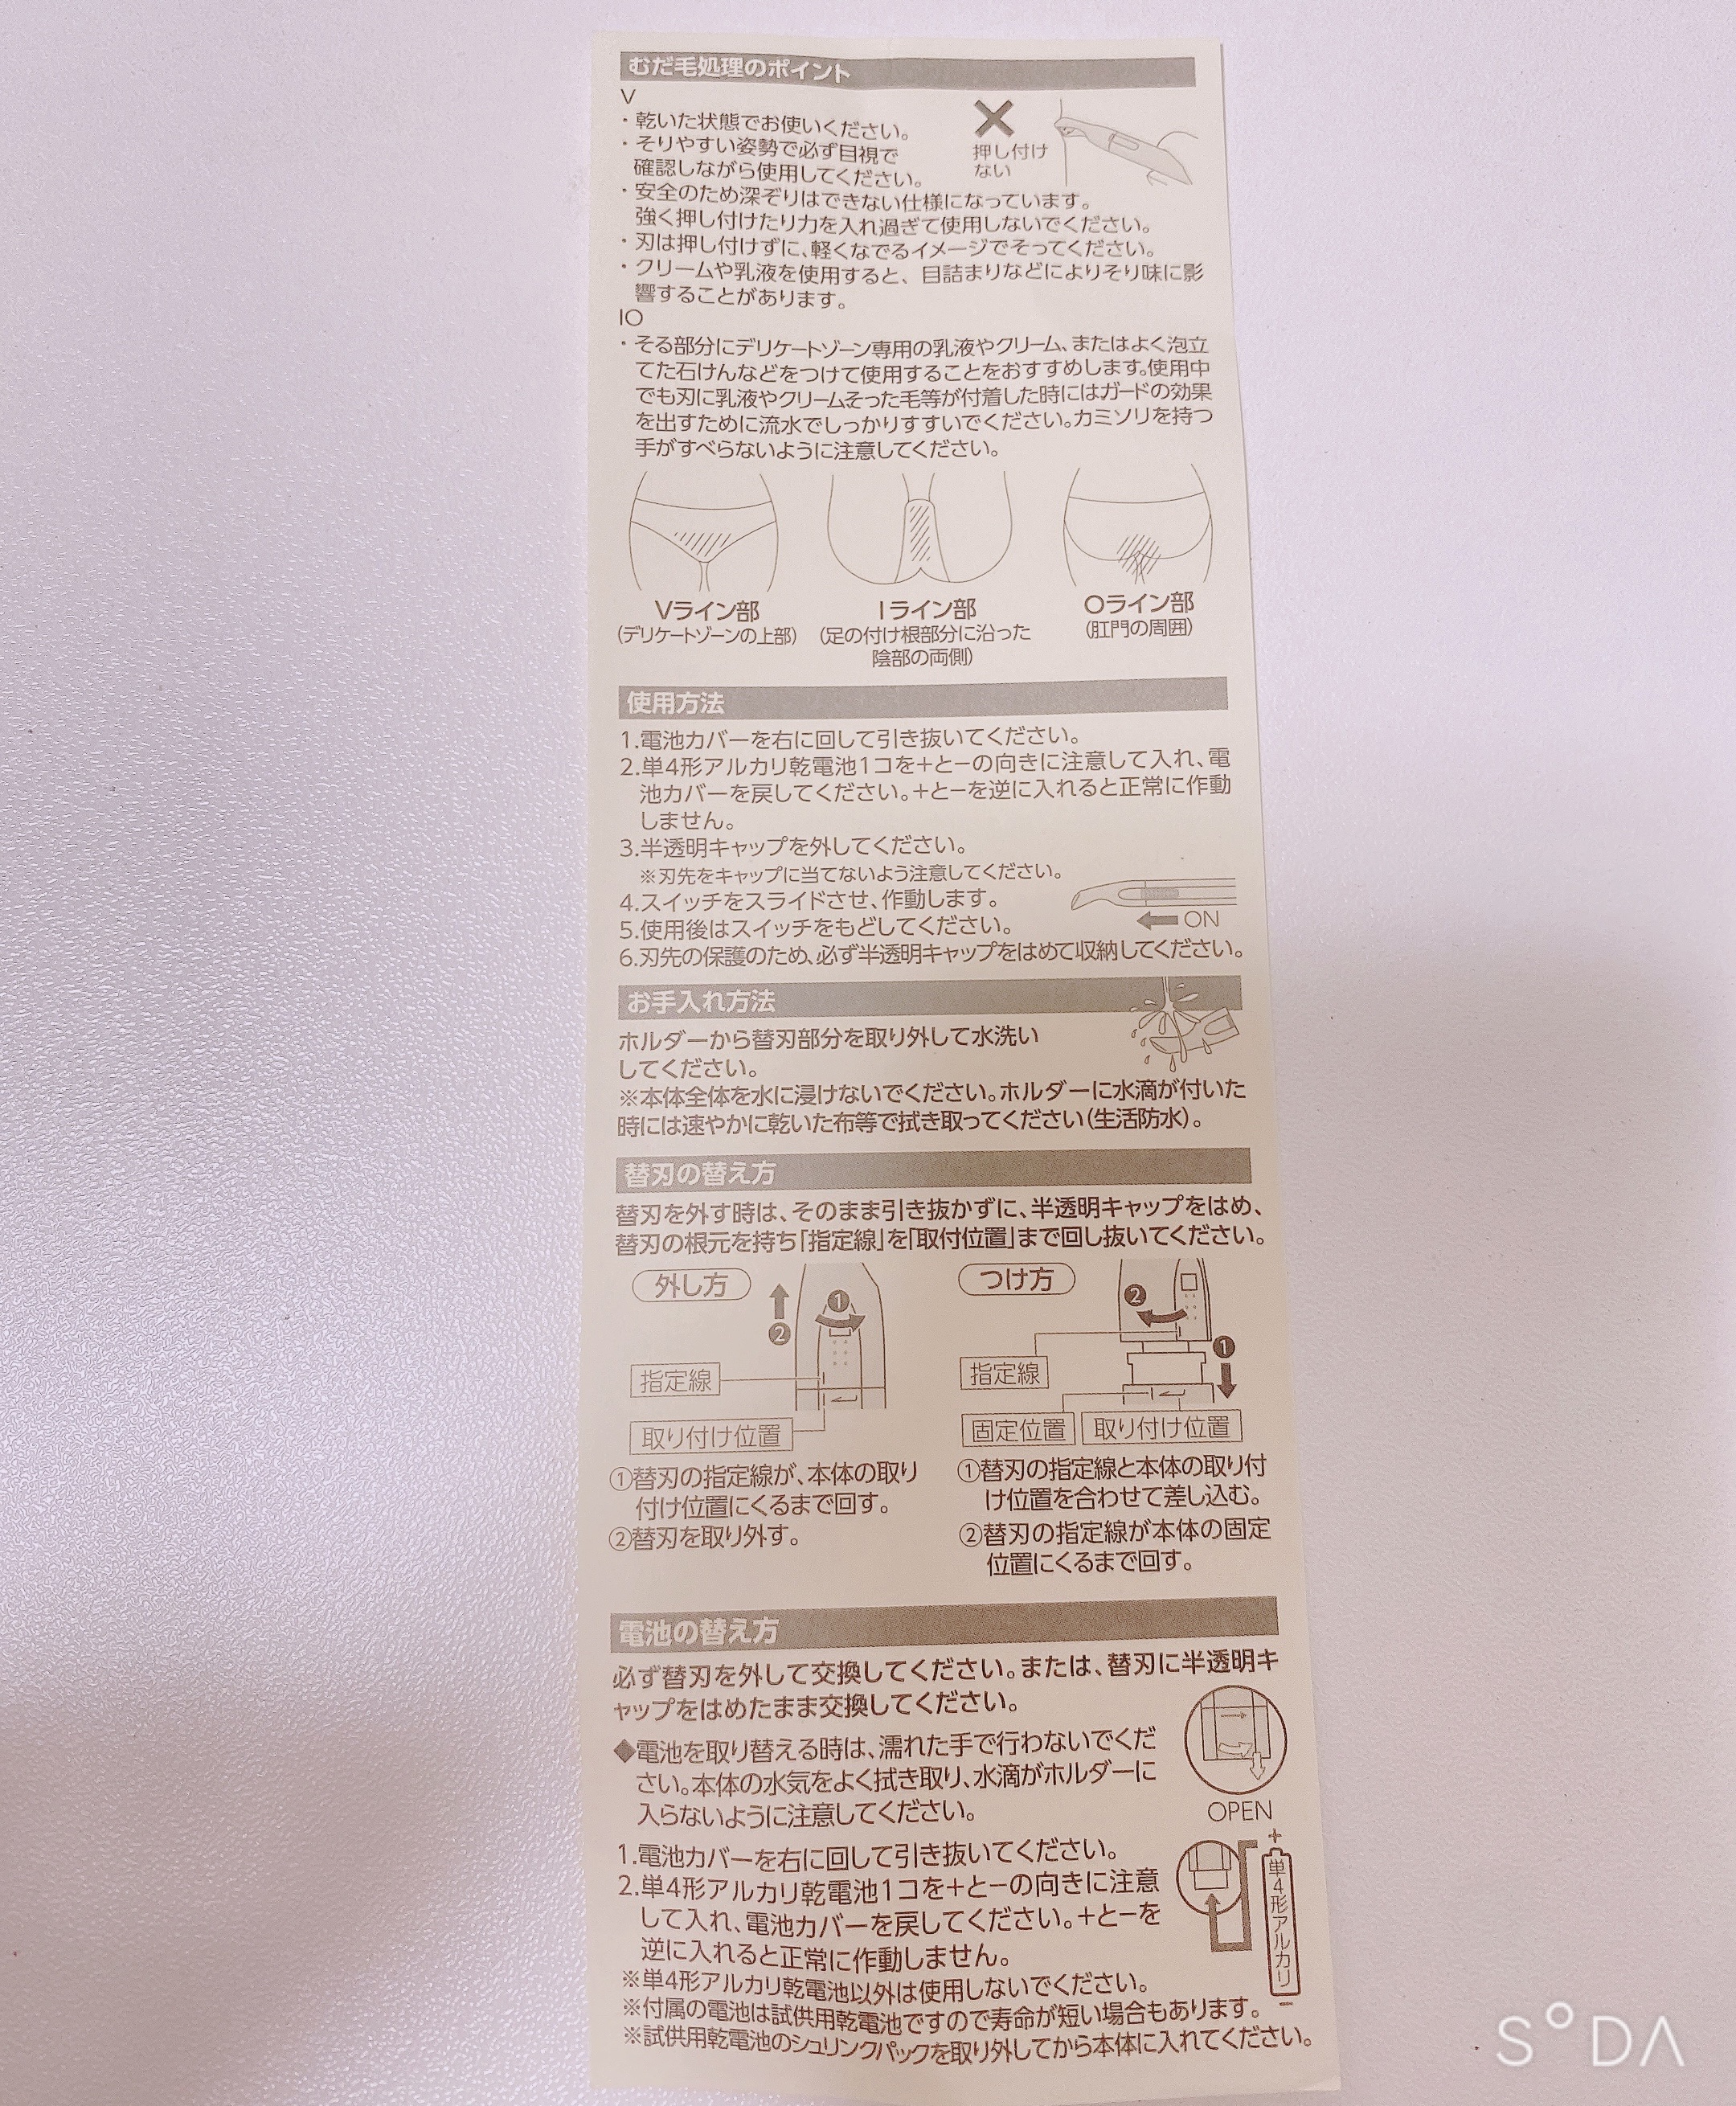 むだ毛処理のポイント
V
・乾いた状態でお使いください。
・そりやすい姿勢で必ず目視で
確認しながら使用してください。
押し付け
ない
・安全のため深ぞりはできない仕様になっています。
強く押し付けたり力を入れ過ぎて使用しないでください。
・刃は押し付けずに、軽くなでるイメージでそってください。
・クリームや乳液を使用すると、目詰まりなどによりそり味に影
響することがあります。
IO
・そる部分にデリケートゾーン専用の乳液やクリーム、またはよく泡立
てた石けんなどをつけて使用することをおすすめします。使用中
でも刃に乳液やクリームそった毛等が付着した時にはガードの効果
を出すために流水でしっかりすすいでください。カミソリを持つ
手がすべらないように注意してください。
Vライン部
(デリケートゾーンの上部)
Iライン部
(足の付け根部分に沿った
陰部の両側)
Oライン部
(肛門の周囲)
使用方法
1.電池カバーを右に回して引き抜いてください。
2.単4形アルカリ乾電池1コを+と−の向きに注意して入れ、電
池カバーを戻してください。+と−を逆に入れると正常に作動
しません。
3.半透明キャップを外してください。
※刃先をキャップに当てないよう注意してください。
4.スイッチをスライドさせ、作動します。
5.使用後はスイッチをもどしてください。
ON
6.刃先の保護のため、必ず半透明キャップをはめて収納してください。
お手入れ方法
ホルダーから替刃部分を取り外して水洗い
してください。
※本体全体を水に浸けないでください。ホルダーに水滴が付いた
時には速やかに乾いた布等で拭き取ってください(生活防水)。
替刃の替え方
替刃を外す時は、そのまま引き抜かずに、半透明キャップをはめ、
替刃の根元を持ち「指定線」を「取付位置」まで回し抜いてください。
外し方
❶
❷
指定線
取り付け位置
①替刃の指定線が、本体の取り
付け位置にくるまで回す。
②替刃を取り外す。
つけ方
❷
❶
指定線
固定位置
取り付け位置
①替刃の指定線と本体の取り付
け位置を合わせて差し込む。
②替刃の指定線が本体の固定
位置にくるまで回す。
電池の替え方
必ず替刃を外して交換してください。または、替刃に半透明キ
ャップをはめたまま交換してください。
◆電池を取り替える時は、濡れた手で行わないでくだ
さい。本体の水気をよく拭き取り、水滴がホルダーに
入らないように注意してください。
OPEN
1.電池カバーを右に回して引き抜いてください。
2.単4形アルカリ乾電池1コを+と−の向きに注意
して入れ、電池カバーを戻してください。+と−を
逆に入れると正常に作動しません。
+
単4形アルカリ
−
※単4形アルカリ乾電池以外は使用しないでください。
※付属の電池は試供用乾電池ですので寿命が短い場合もあります。
※試供用乾電池のシュリンクパックを取り外してから本体に入れてください。
SODA